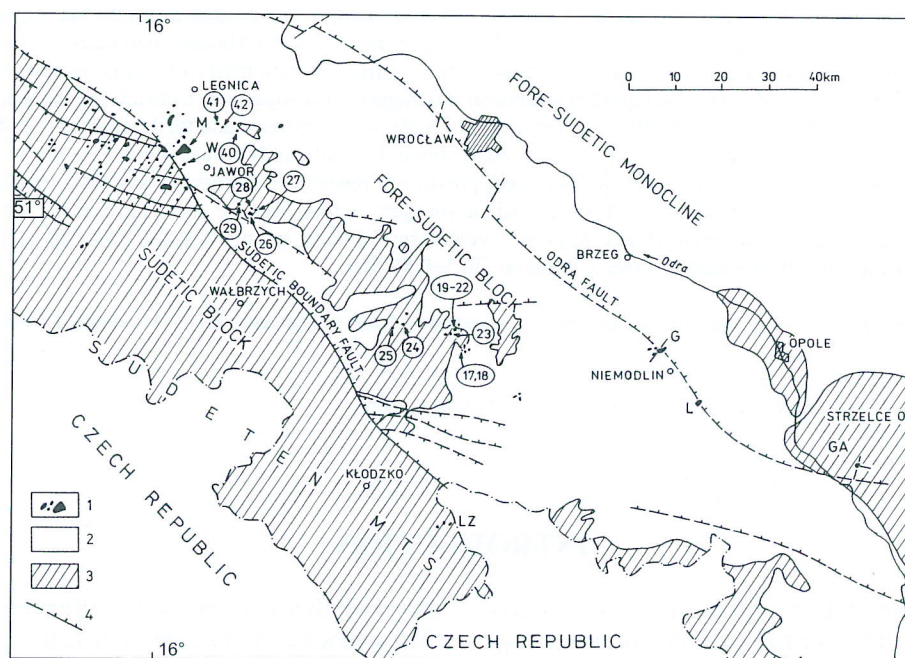 16°
LEGNICA
41
42
M
W
40
JAWOR
28
27
51°
29
26
0 10 20 30 40km
WROCŁAW
FORE-SUDETIC MONOCLINE
FORE-SUDETIC BLOCK
BRZEG
Odra
ODRA FAULT
SUDETIC BLOCK
WAŁBRZYCH
SUDETIC BOUNDARY FAULT
19-22
23
25
24
17,18
G
NIEMODLIN
OPOLE
L
STRZELCE O
GA
SUDETEN MTS
KŁODZKO
LZ
CZECH REPUBLIC
1
2
3
4
16°
CZECH REPUBLIC